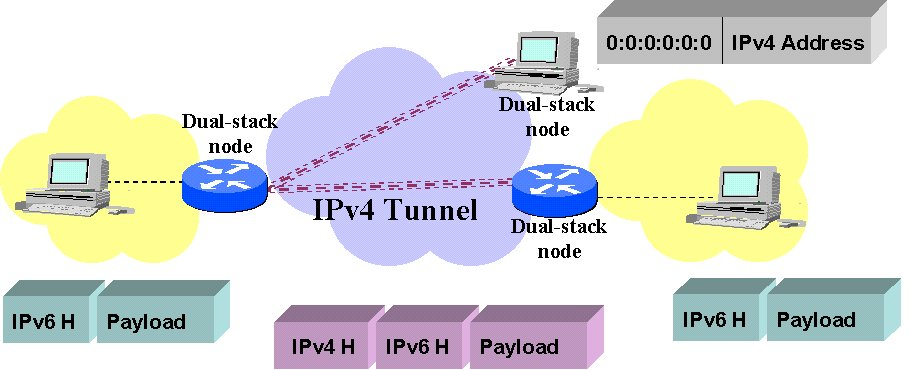 0:0:0:0:0:0 IPv4 Address
Dual-stack
node
Dual-stack
node
IPv4 Tunnel
Dual-stack
node
IPv6 H Payload
IPv4 H IPv6 H Payload
IPv6 H Payload